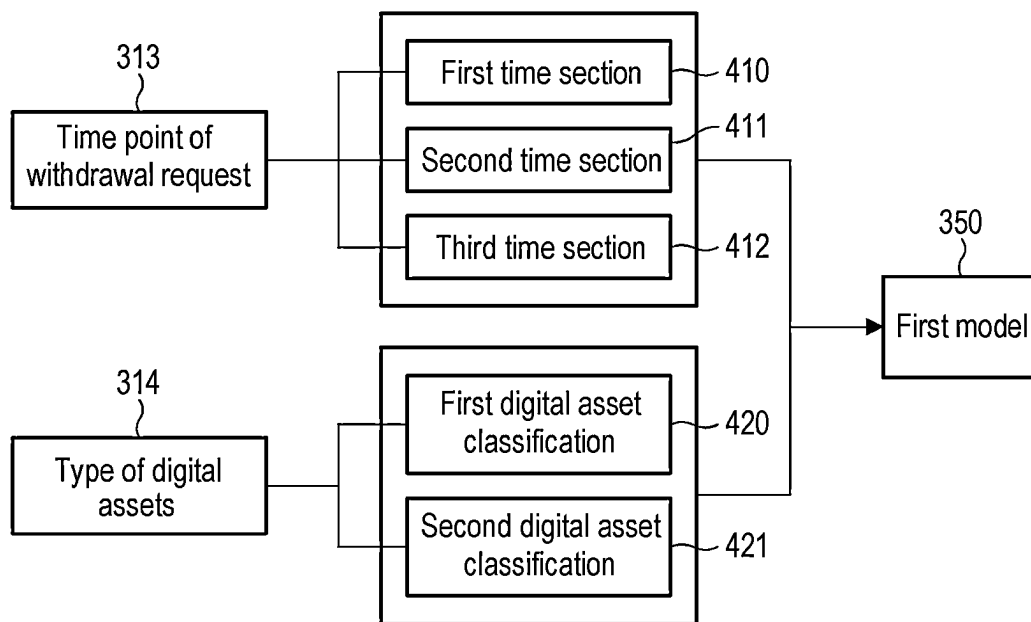 313
Time point of
withdrawal request
First time section
410
Second time section
411
Third time section
412
350
First model
314
Type of digital
assets
First digital asset
classification
420
Second digital asset
classification
421